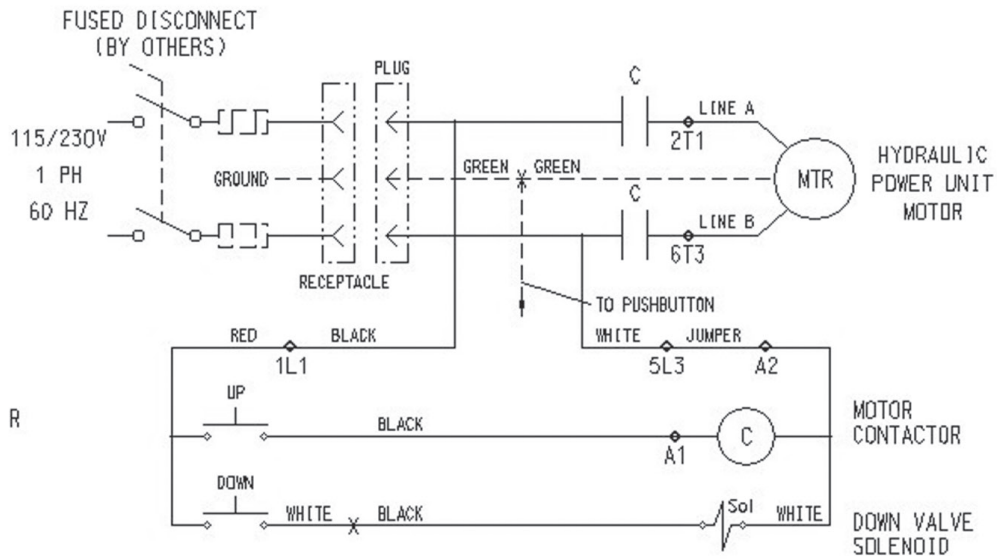 FUSED DISCONNECT
(BY OTHERS)
PLUG
C
LINE A
115/230V
2T1
1 PH
GROUND
GREEN
GREEN
MTR
HYDRAULIC
POWER UNIT
MOTOR
60 HZ
C
LINE B
6T3
RECEPTACLE
TO PUSHBUTTON
RED
BLACK
WHITE
JUMPER
1L1
5L3
A2
UP
R
BLACK
A1
C
MOTOR
CONTACTOR
DOWN
WHITE
X
BLACK
Sol
WHITE
DOWN VALVE
SOLENOID